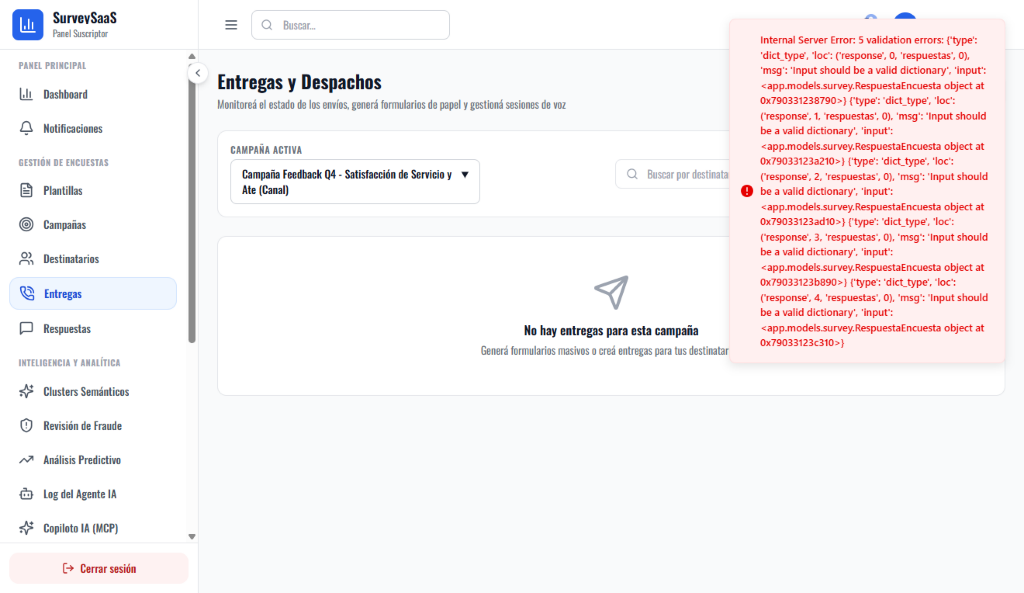 SurveySaaS
Panel Suscriptor
PANEL PRINCIPAL
Dashboard
Notificaciones
GESTIÓN DE ENCUESTAS
Plantillas
Campañas
Destinatarios
Entregas
Respuestas
INTELIGENCIA Y ANALÍTICA
Clusters Semánticos
Revisión de Fraude
Análisis Predictivo
Log del Agente IA
Copiloto IA (MCP)
Cerrar sesión
Buscar...
Entregas y Despachos
Monitoreá el estado de los envíos, generá formularios de papel y gestioná sesiones de voz
CAMPAÑA ACTIVA
Campaña Feedback Q4 - Satisfacción de Servicio y
Ate (Canal)
Buscar por destinata
No hay entregas para esta campaña
Generá formularios masivos o creá entregas para tus destinatar
Internal Server Error: 5 validation errors: {'type':
'dict_type', 'loc': ('response', 0, 'respuestas', 0),
'msg': 'Input should be a valid dictionary', 'input':
<app.models.survey.RespuestaEncuesta object at
0x790331238790>} {'type': 'dict_type', 'loc':
('response', 1, 'respuestas', 0), 'msg': 'Input should
be a valid dictionary', 'input':
<app.models.survey.RespuestaEncuesta object at
0x79033123a210>} {'type': 'dict_type', 'loc':
('response', 2, 'respuestas', 0), 'msg': 'Input should
be a valid dictionary', 'input':
<app.models.survey.RespuestaEncuesta object at
0x79033123ad10>} {'type': 'dict_type', 'loc':
('response', 3, 'respuestas', 0), 'msg': 'Input should
be a valid dictionary', 'input':
<app.models.survey.RespuestaEncuesta object at
0x79033123b890>} {'type': 'dict_type', 'loc':
('response', 4, 'respuestas', 0), 'msg': 'Input should
be a valid dictionary', 'input':
<app.models.survey.RespuestaEncuesta object at
0x79033123c310>}